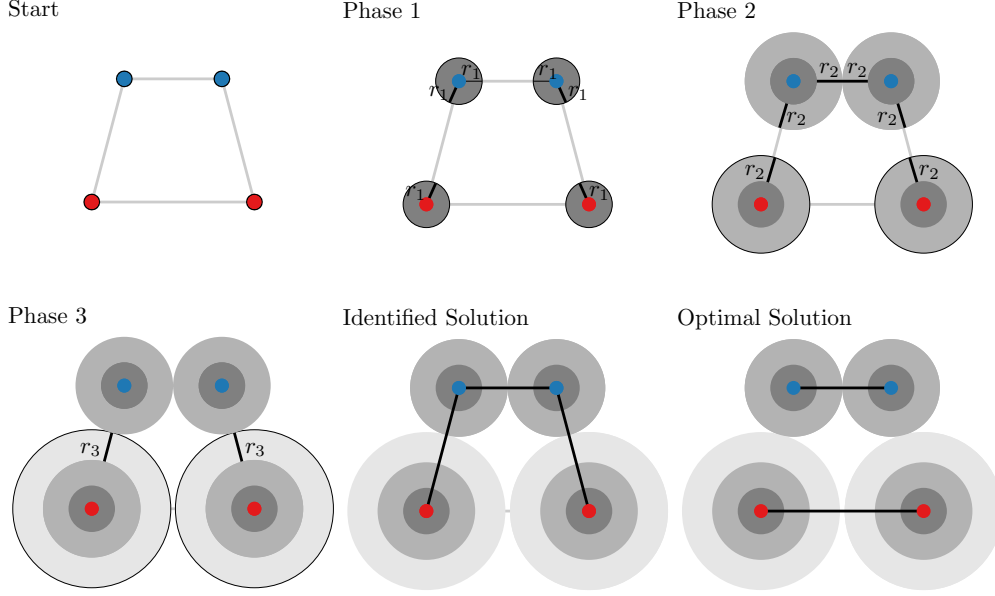 Start
Phase 1
Phase 2
r1
r1
r1
r1
r1
r1
r2
r2
r2
r2
r2
r2
Phase 3
Identified Solution
Optimal Solution
r3
r3